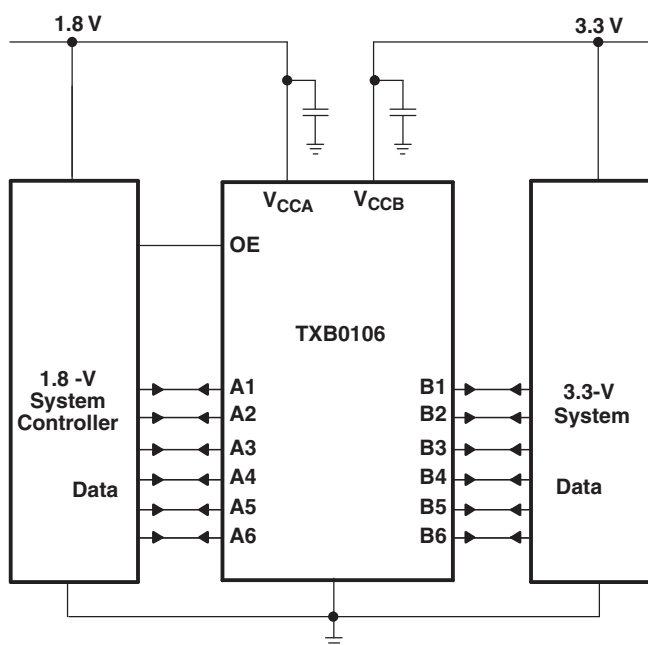 1.8 V
3.3 V
VCCA
VCCB
OE
TXB0106
1.8 -V
System
Controller
Data
A1
A2
A3
A4
A5
A6
B1
B2
B3
B4
B5
B6
3.3-V
System
Data